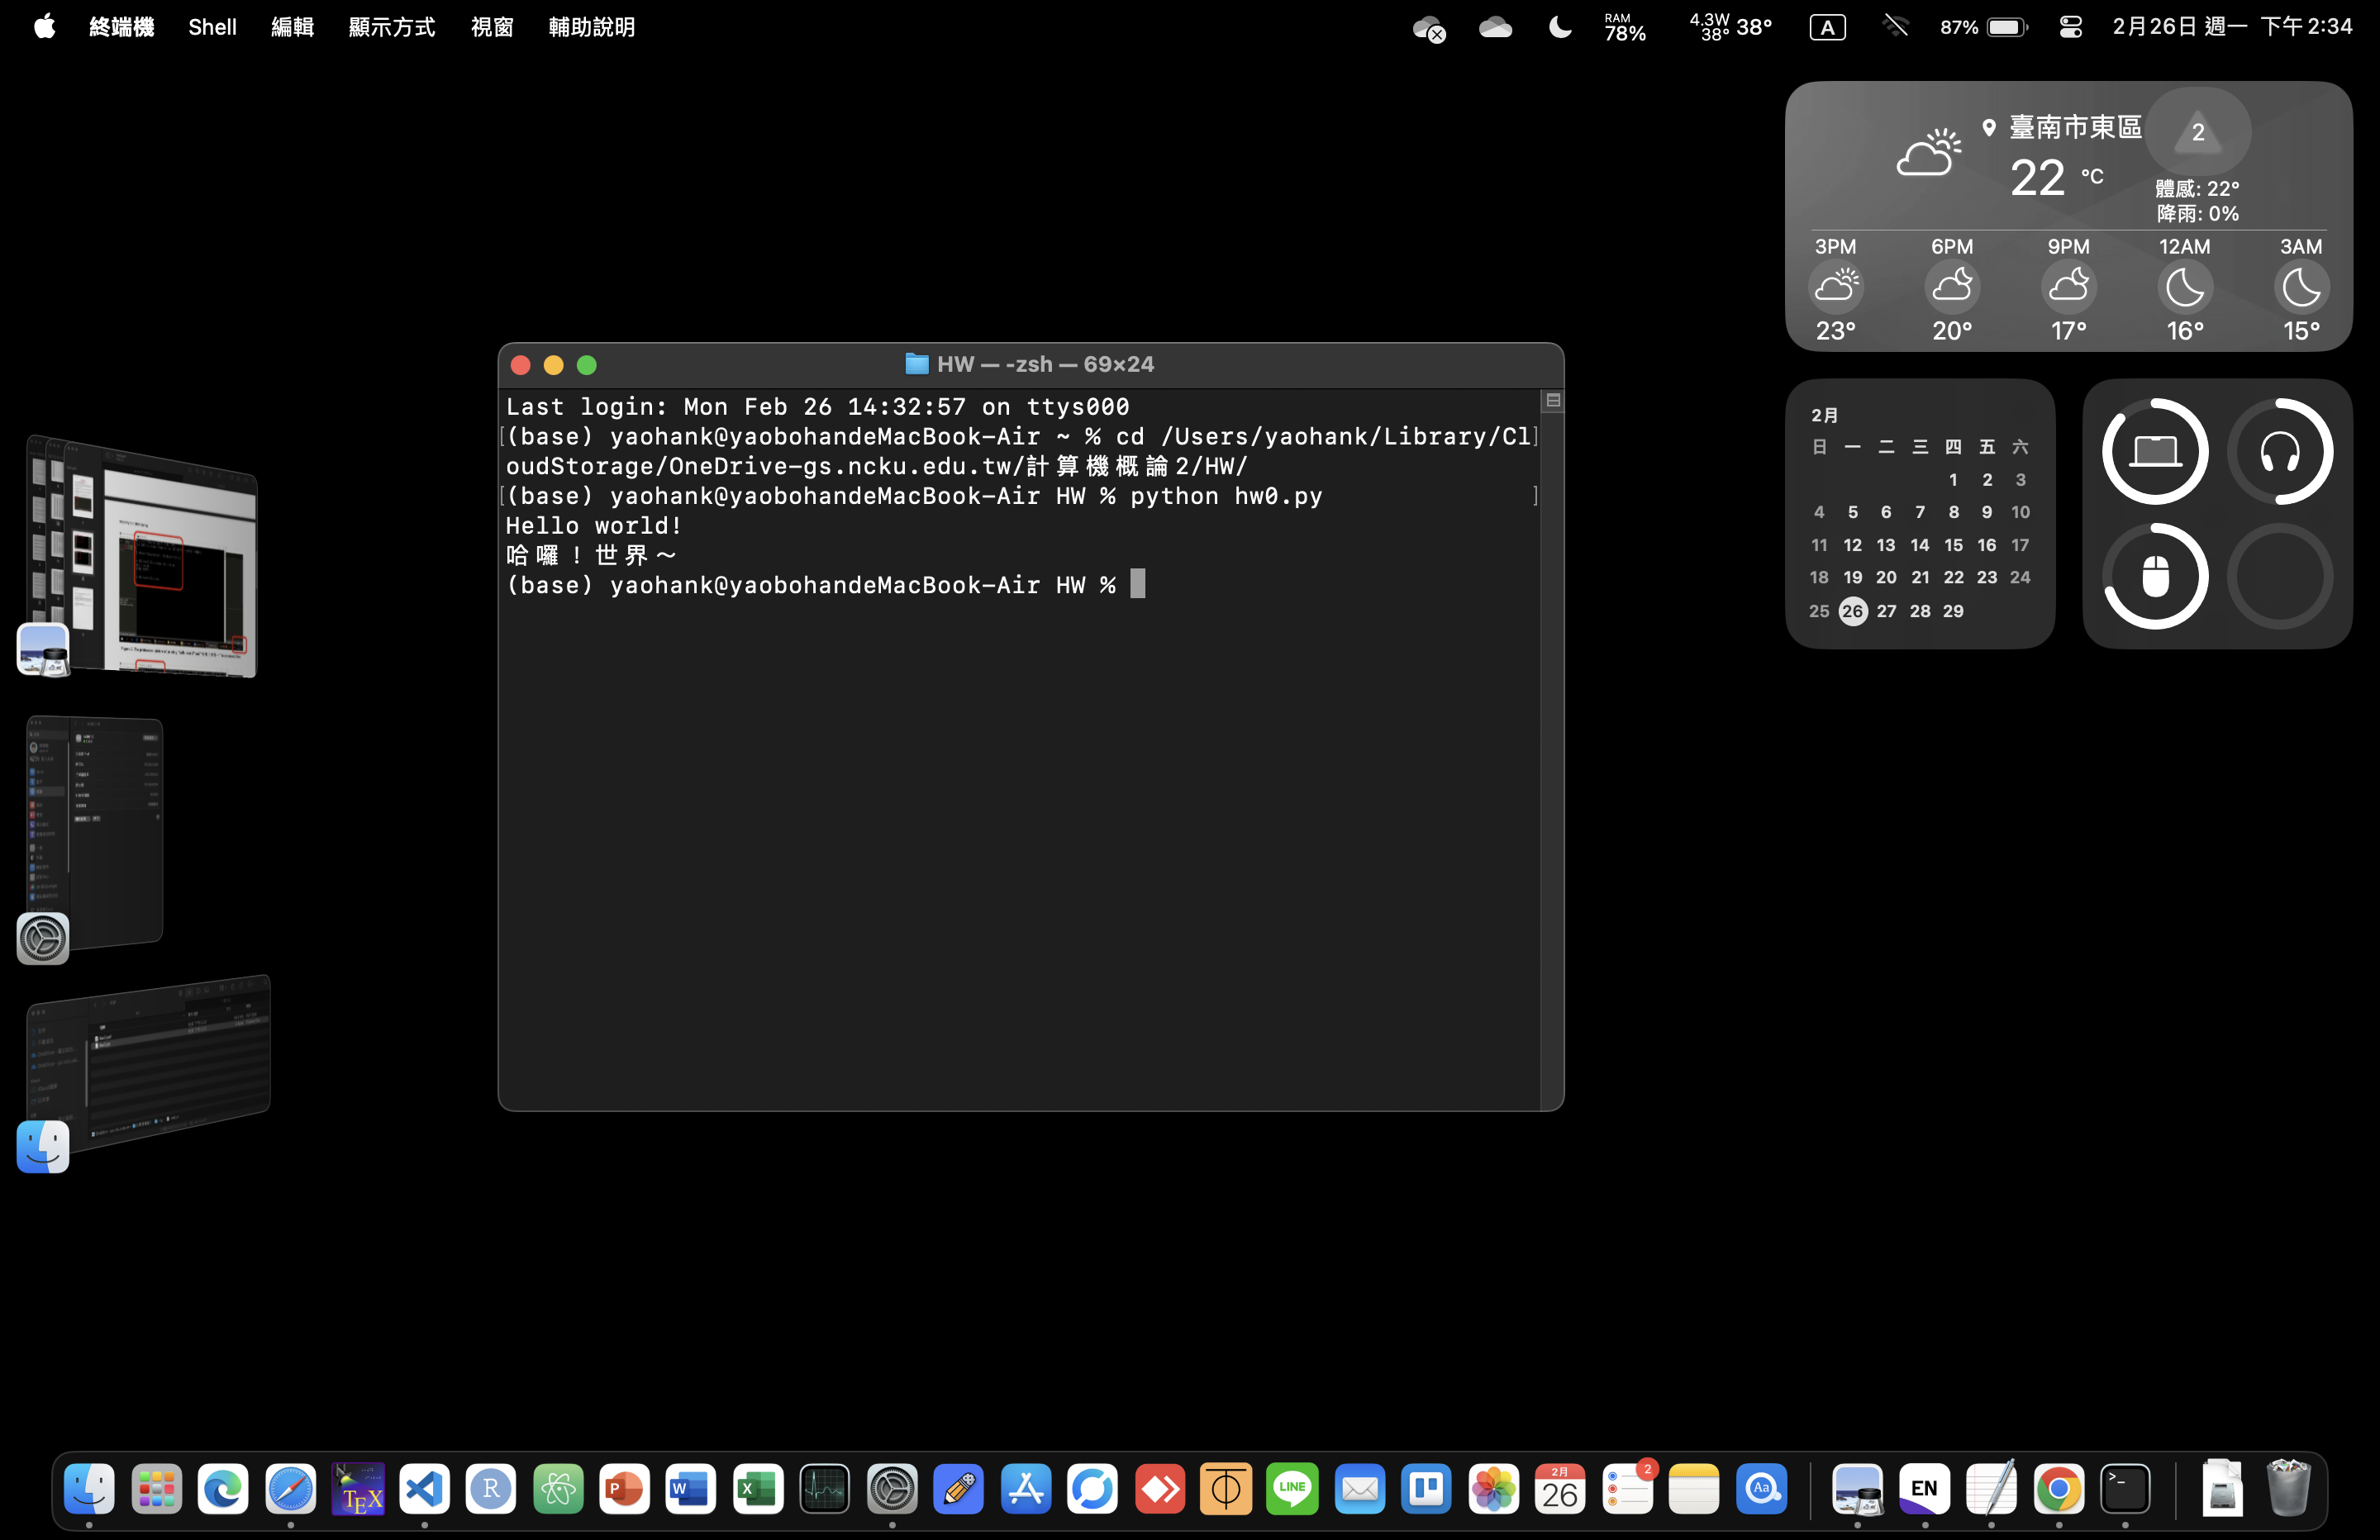 終端機 Shell 編輯 顯示方式 視窗 輔助說明
RAM 78% 4.3W 38° 38° A 87% 2月26日 週一 下午2:34
臺南市東區 2
22 °C
體感: 22°
降雨: 0%
3PM 6PM 9PM 12AM 3AM
23° 20° 17° 16° 15°
2月
日 一 二 三 四 五 六
1 2 3
4 5 6 7 8 9 10
11 12 13 14 15 16 17
18 19 20 21 22 23 24
25 26 27 28 29
HW — -zsh — 69×24
Last login: Mon Feb 26 14:32:57 on ttys000
[(base) yaohank@yaobohandeMacBook-Air ~ % cd /Users/yaohank/Library/Cl]
oudStorage/OneDrive-gs.ncku.edu.tw/計算機概論2/HW/
[(base) yaohank@yaobohandeMacBook-Air HW % python hw0.py ]
Hello world!
哈囉！世界～
(base) yaohank@yaobohandeMacBook-Air HW %
TEX R P W X LINE 2月 26 2 Aa EN >_